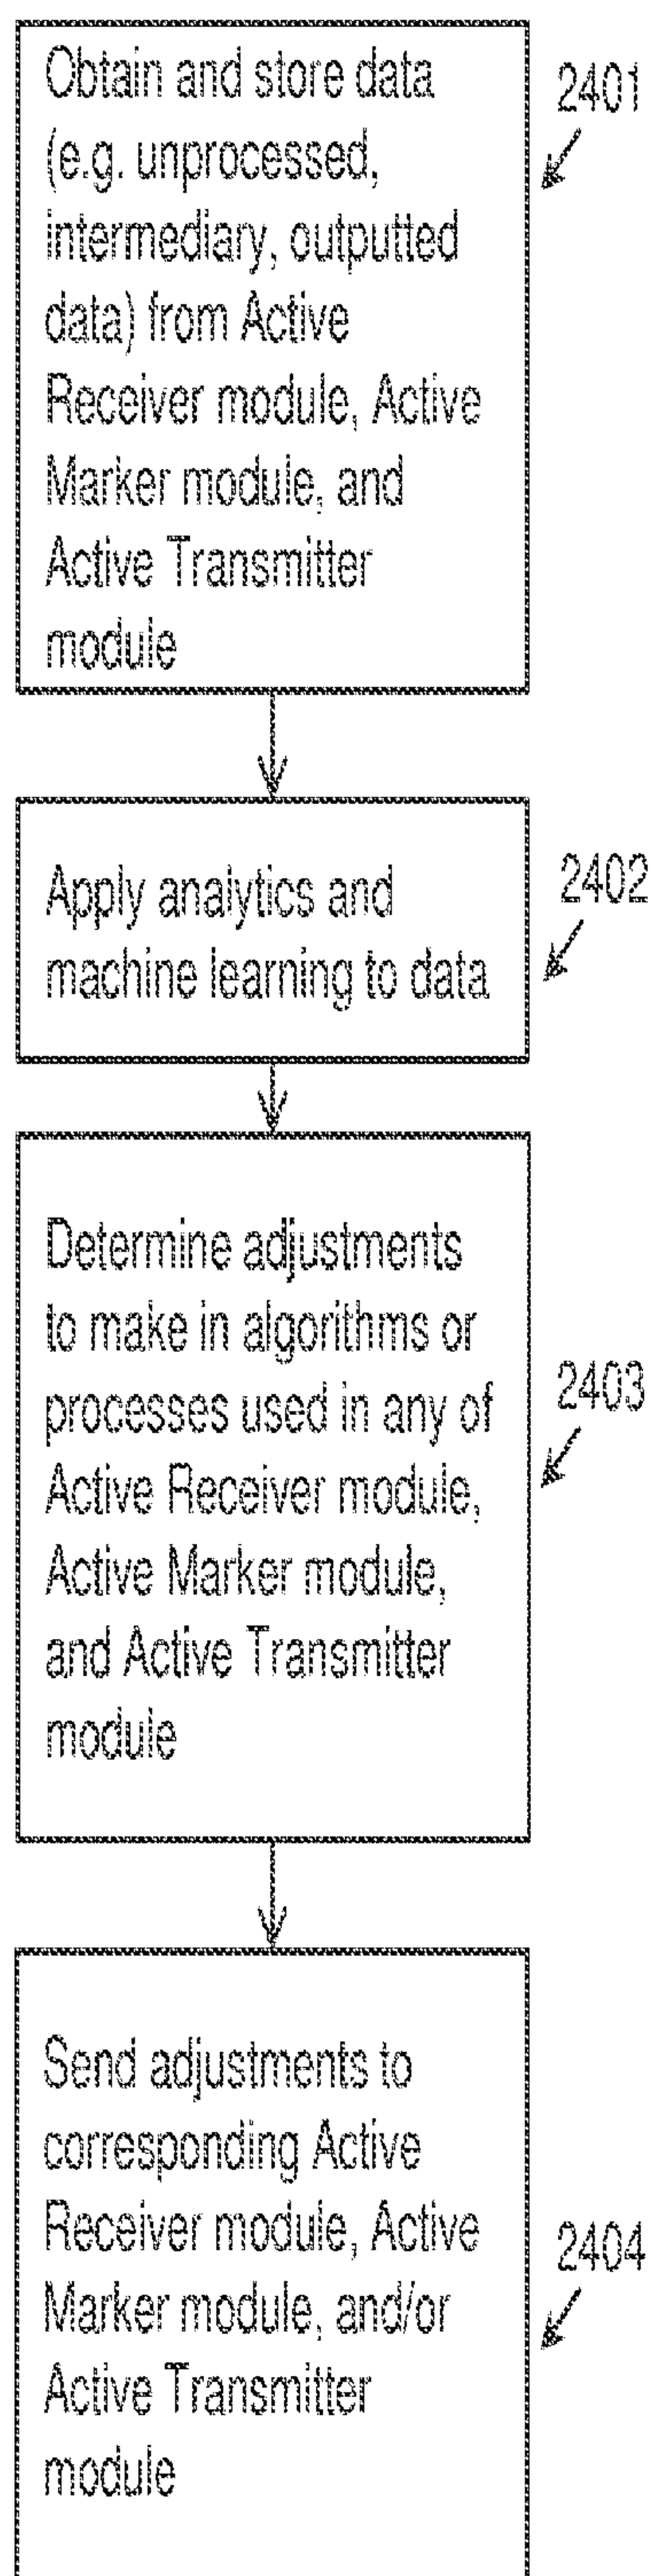 Obtain and store data
(e.g. unprocessed,
intermediary, outputted
data) from Active
Receiver module, Active
Marker module, and
Active Transmitter
module
2401
Apply analytics and
machine learning to data
2402
Determine adjustments
to make in algorithms or
processes used in any of
Active Receiver module,
Active Marker module,
and Active Transmitter
module
2403
Send adjustments to
corresponding Active
Receiver module, Active
Marker module, and/or
Active Transmitter
module
2404